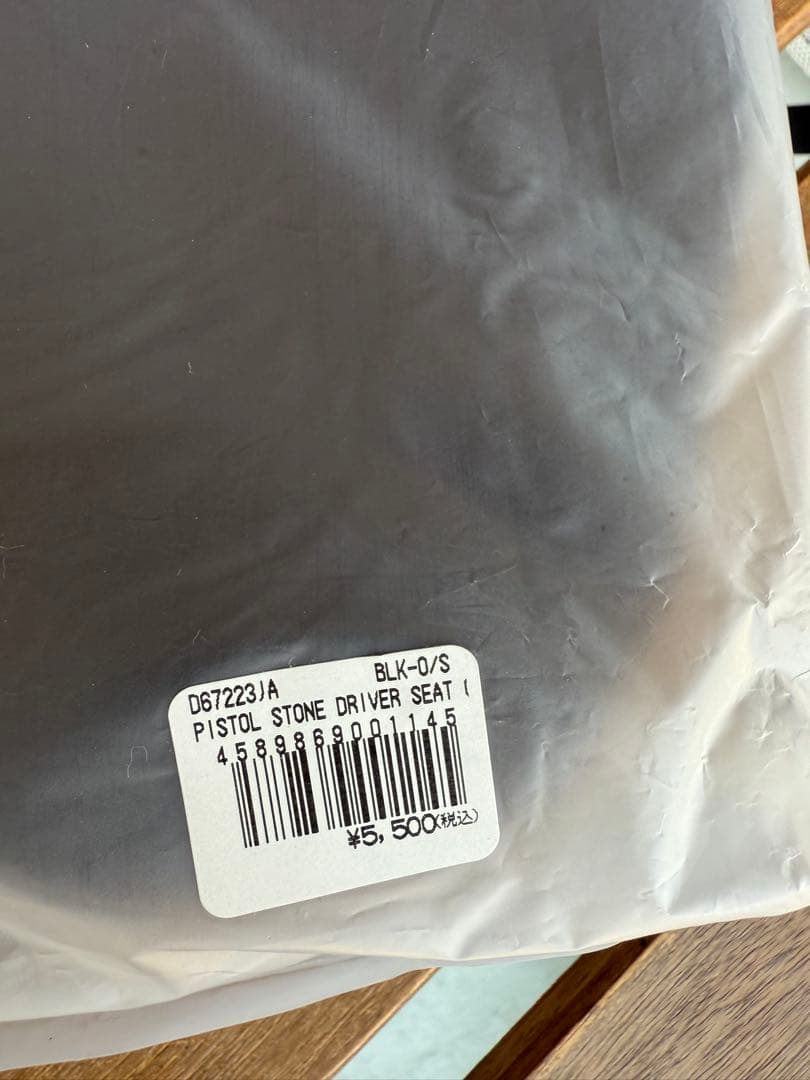 D67223JA BLK-O/S
PISTOL STONE DRIVER SEAT (
4589869001145
¥5,500(税込)